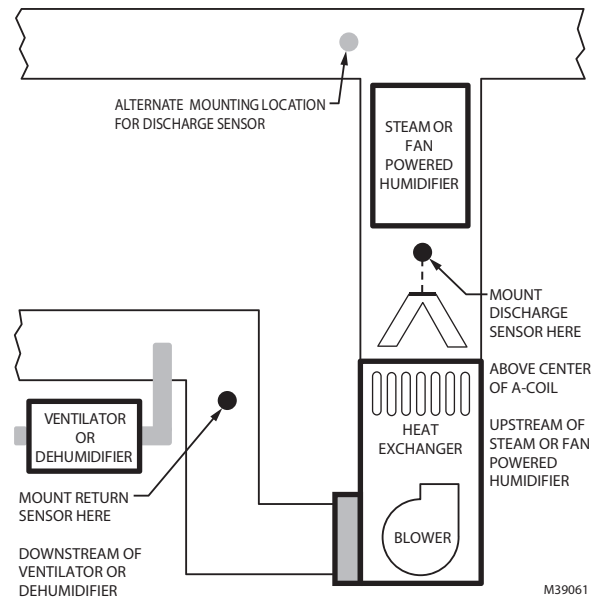 ALTERNATE MOUNTING LOCATION
FOR DISCHARGE SENSOR
STEAM OR
FAN
POWERED
HUMIDIFIER
MOUNT
DISCHARGE
SENSOR HERE
ABOVE CENTER
OF A-COIL
UPSTREAM OF
STEAM OR FAN
POWERED
HUMIDIFIER
HEAT
EXCHANGER
BLOWER
VENTILATOR
OR
DEHUMIDIFIER
MOUNT RETURN
SENSOR HERE
DOWNSTREAM OF
VENTILATOR OR
DEHUMIDIFIER
M39061